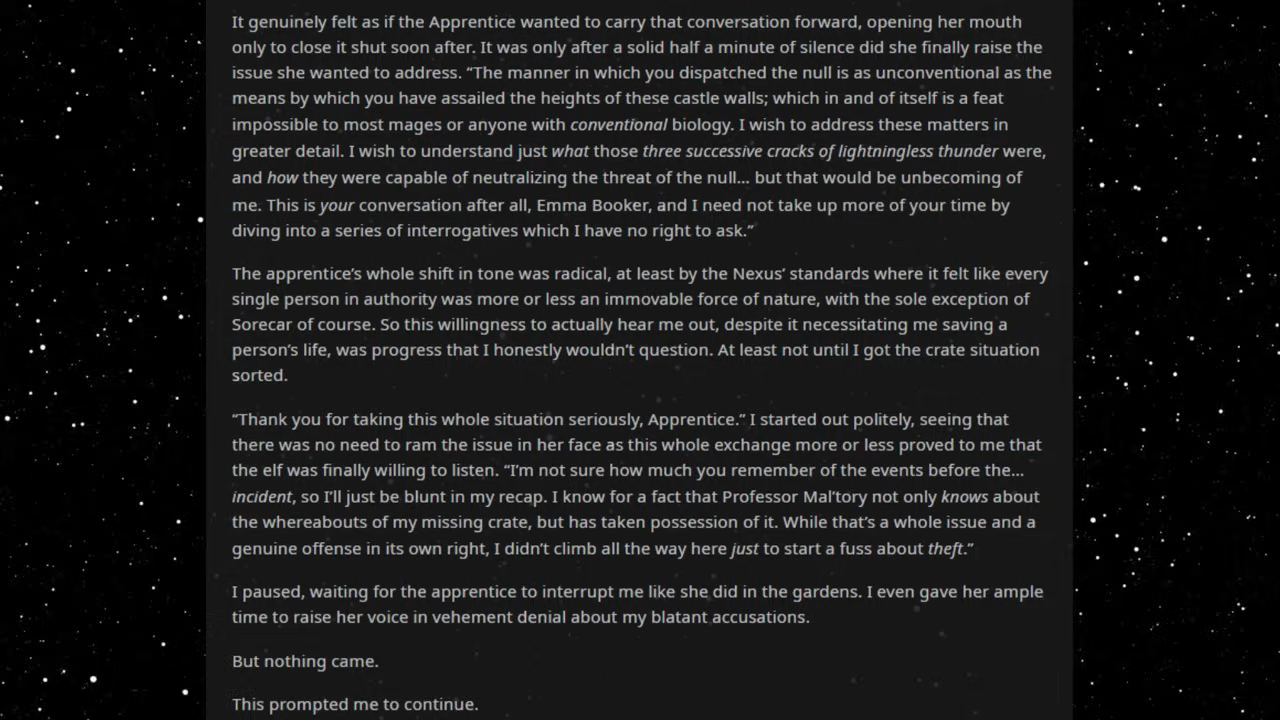 It genuinely felt as if the Apprentice wanted to carry that conversation forward, opening her mouth
only to close it shut soon after. It was only after a solid half a minute of silence did she finally raise the
issue she wanted to address. “The manner in which you dispatched the null is as unconventional as the
means by which you have assailed the heights of these castle walls; which in and of itself is a feat
impossible to most mages or anyone with conventional biology. I wish to address these matters in
greater detail. I wish to understand just what those three successive cracks of lightningless thunder were,
and how they were capable of neutralizing the threat of the null… but that would be unbecoming of
me. This is your conversation after all, Emma Booker, and I need not take up more of your time by
diving into a series of interrogatives which I have no right to ask.”
The apprentice’s whole shift in tone was radical, at least by the Nexus’ standards where it felt like every
single person in authority was more or less an immovable force of nature, with the sole exception of
Sorecar of course. So this willingness to actually hear me out, despite it necessitating me saving a
person’s life, was progress that I honestly wouldn’t question. At least not until I got the crate situation
sorted.
“Thank you for taking this whole situation seriously, Apprentice.” I started out politely, seeing that
there was no need to ram the issue in her face as this whole exchange more or less proved to me that
the elf was finally willing to listen. “I’m not sure how much you remember of the events before the…
incident, so I’ll just be blunt in my recap. I know for a fact that Professor Mal’tory not only knows about
the whereabouts of my missing crate, but has taken possession of it. While that’s a whole issue and a
genuine offense in its own right, I didn’t climb all the way here just to start a fuss about theft.”
I paused, waiting for the apprentice to interrupt me like she did in the gardens. I even gave her ample
time to raise her voice in vehement denial about my blatant accusations.
But nothing came.
This prompted me to continue.